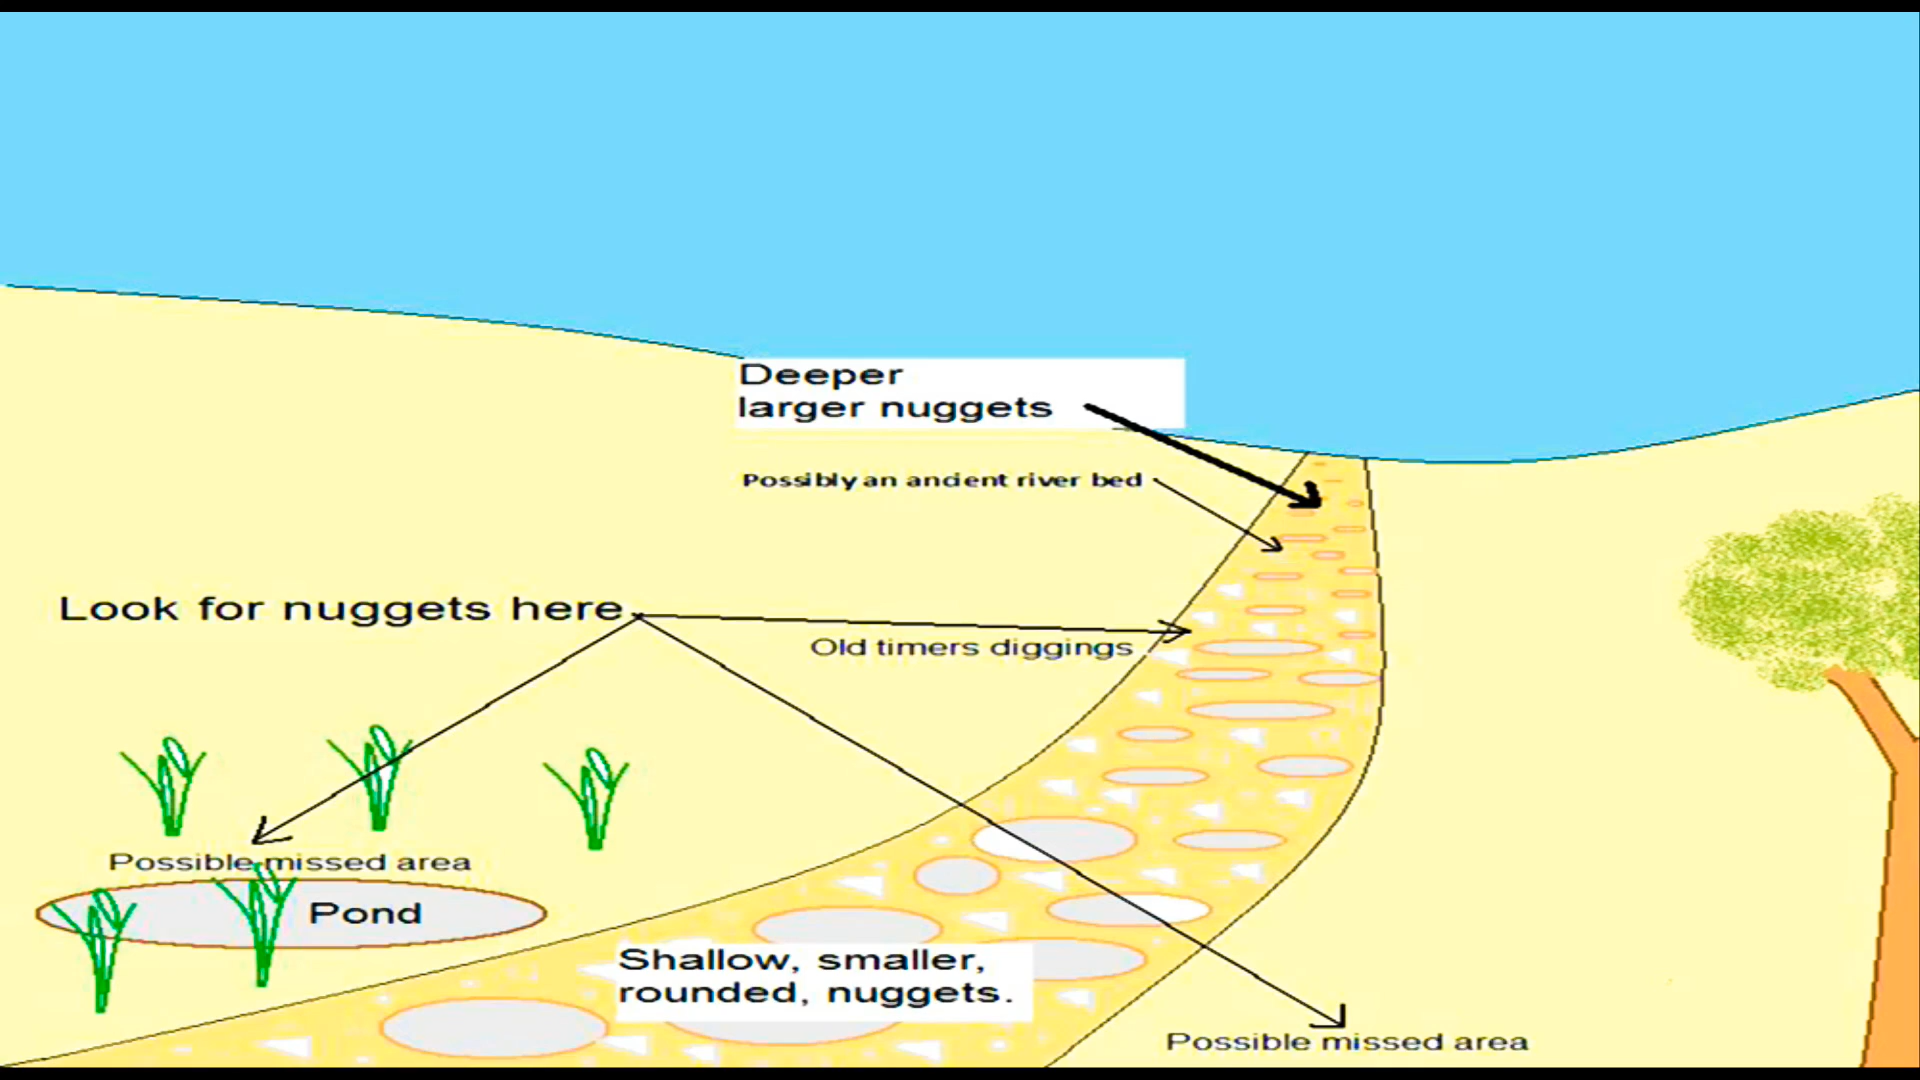 Deeper
larger nuggets
Possibly an ancient river bed
Look for nuggets here
Old timers diggings
Possible missed area
Pond
Shallow, smaller,
rounded, nuggets.
Possible missed area